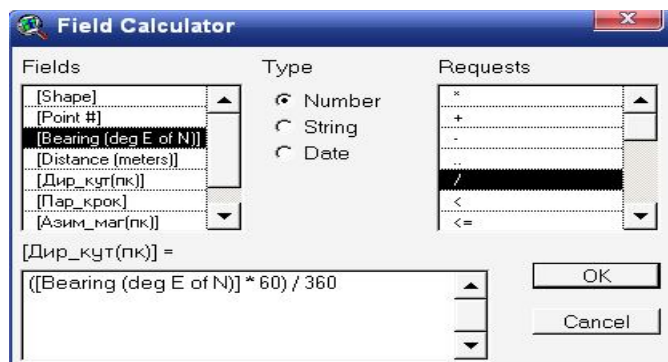 Field Calculator
Fields
Type
Requests
[Shape]
[Point #]
[Bearing (deg E of N)]
[Distance (meters)]
[Дир_кут(пк)]
[Пар_крок]
[Азим_маг(пк)]
Number
String
Date
*
+
-
..
/
<
<=
[Дир_кут(пк)] =
([Bearing (deg E of N)] * 60) / 360
OK
Cancel